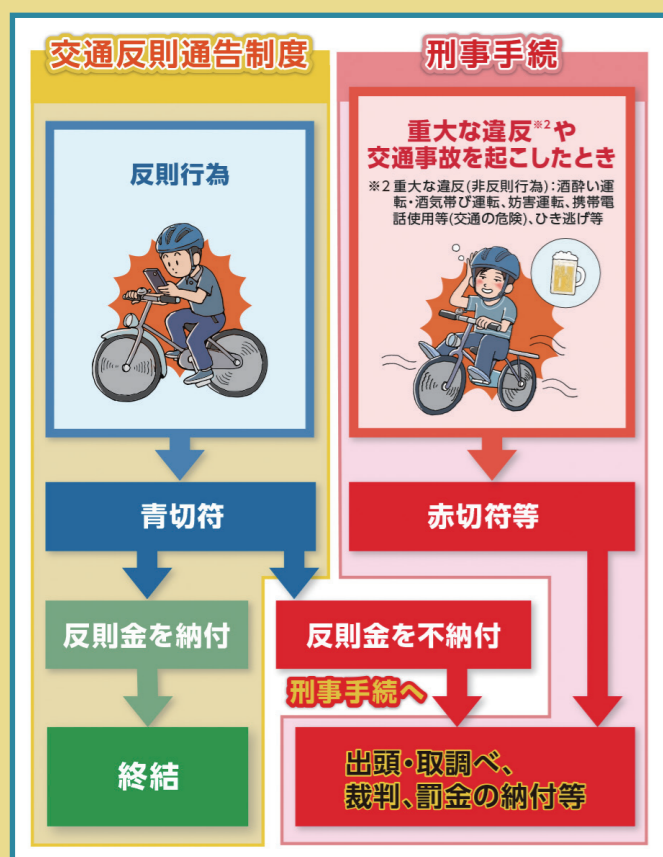 交通反則通告制度
反則行為
青切符
反則金を納付
終結
刑事手続
重大な違反※2や
交通事故を起こしたとき
※2 重大な違反(非反則行為):酒酔い運
転・酒気帯び運転、妨害運転、携帯電
話使用等(交通の危険)、ひき逃げ等
赤切符等
反則金を不納付
刑事手続へ
出頭・取調べ、
裁判、罰金の納付等